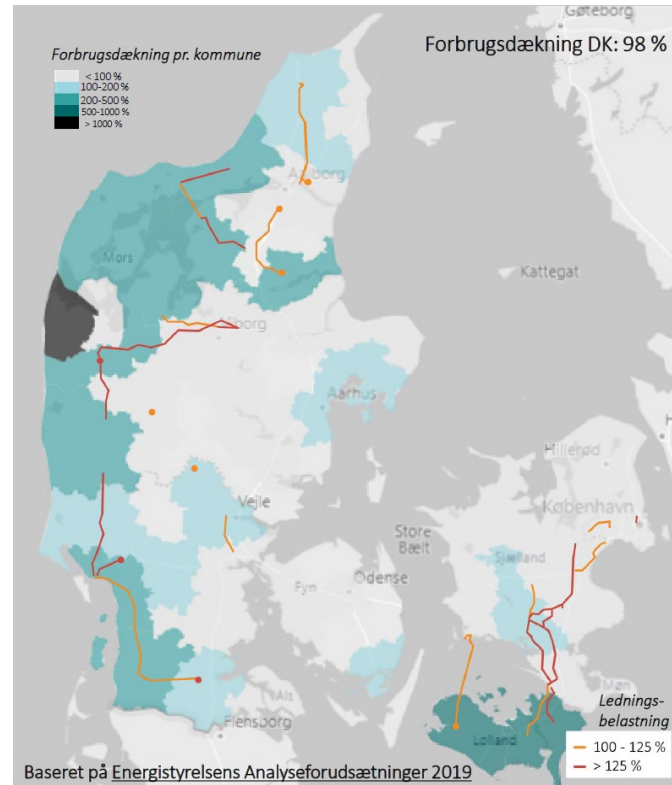 Göteborg
Forbrugsdækning pr. kommune
Forbrugsdækning DK: 98 %
< 100 %
100-200 %
200-500 %
500-1000 %
> 1000 %
Aalborg
Mors
Kattegat
Aarhus
Hillerød
København
Vejle
Store
Bælt
Sjælland
Fyn
Odense
Als
Møn
Flensborg
Lolland
Lednings-
belastning
100 - 125 %
> 125 %
Baseret på Energistyrelsens Analyseforudsætninger 2019